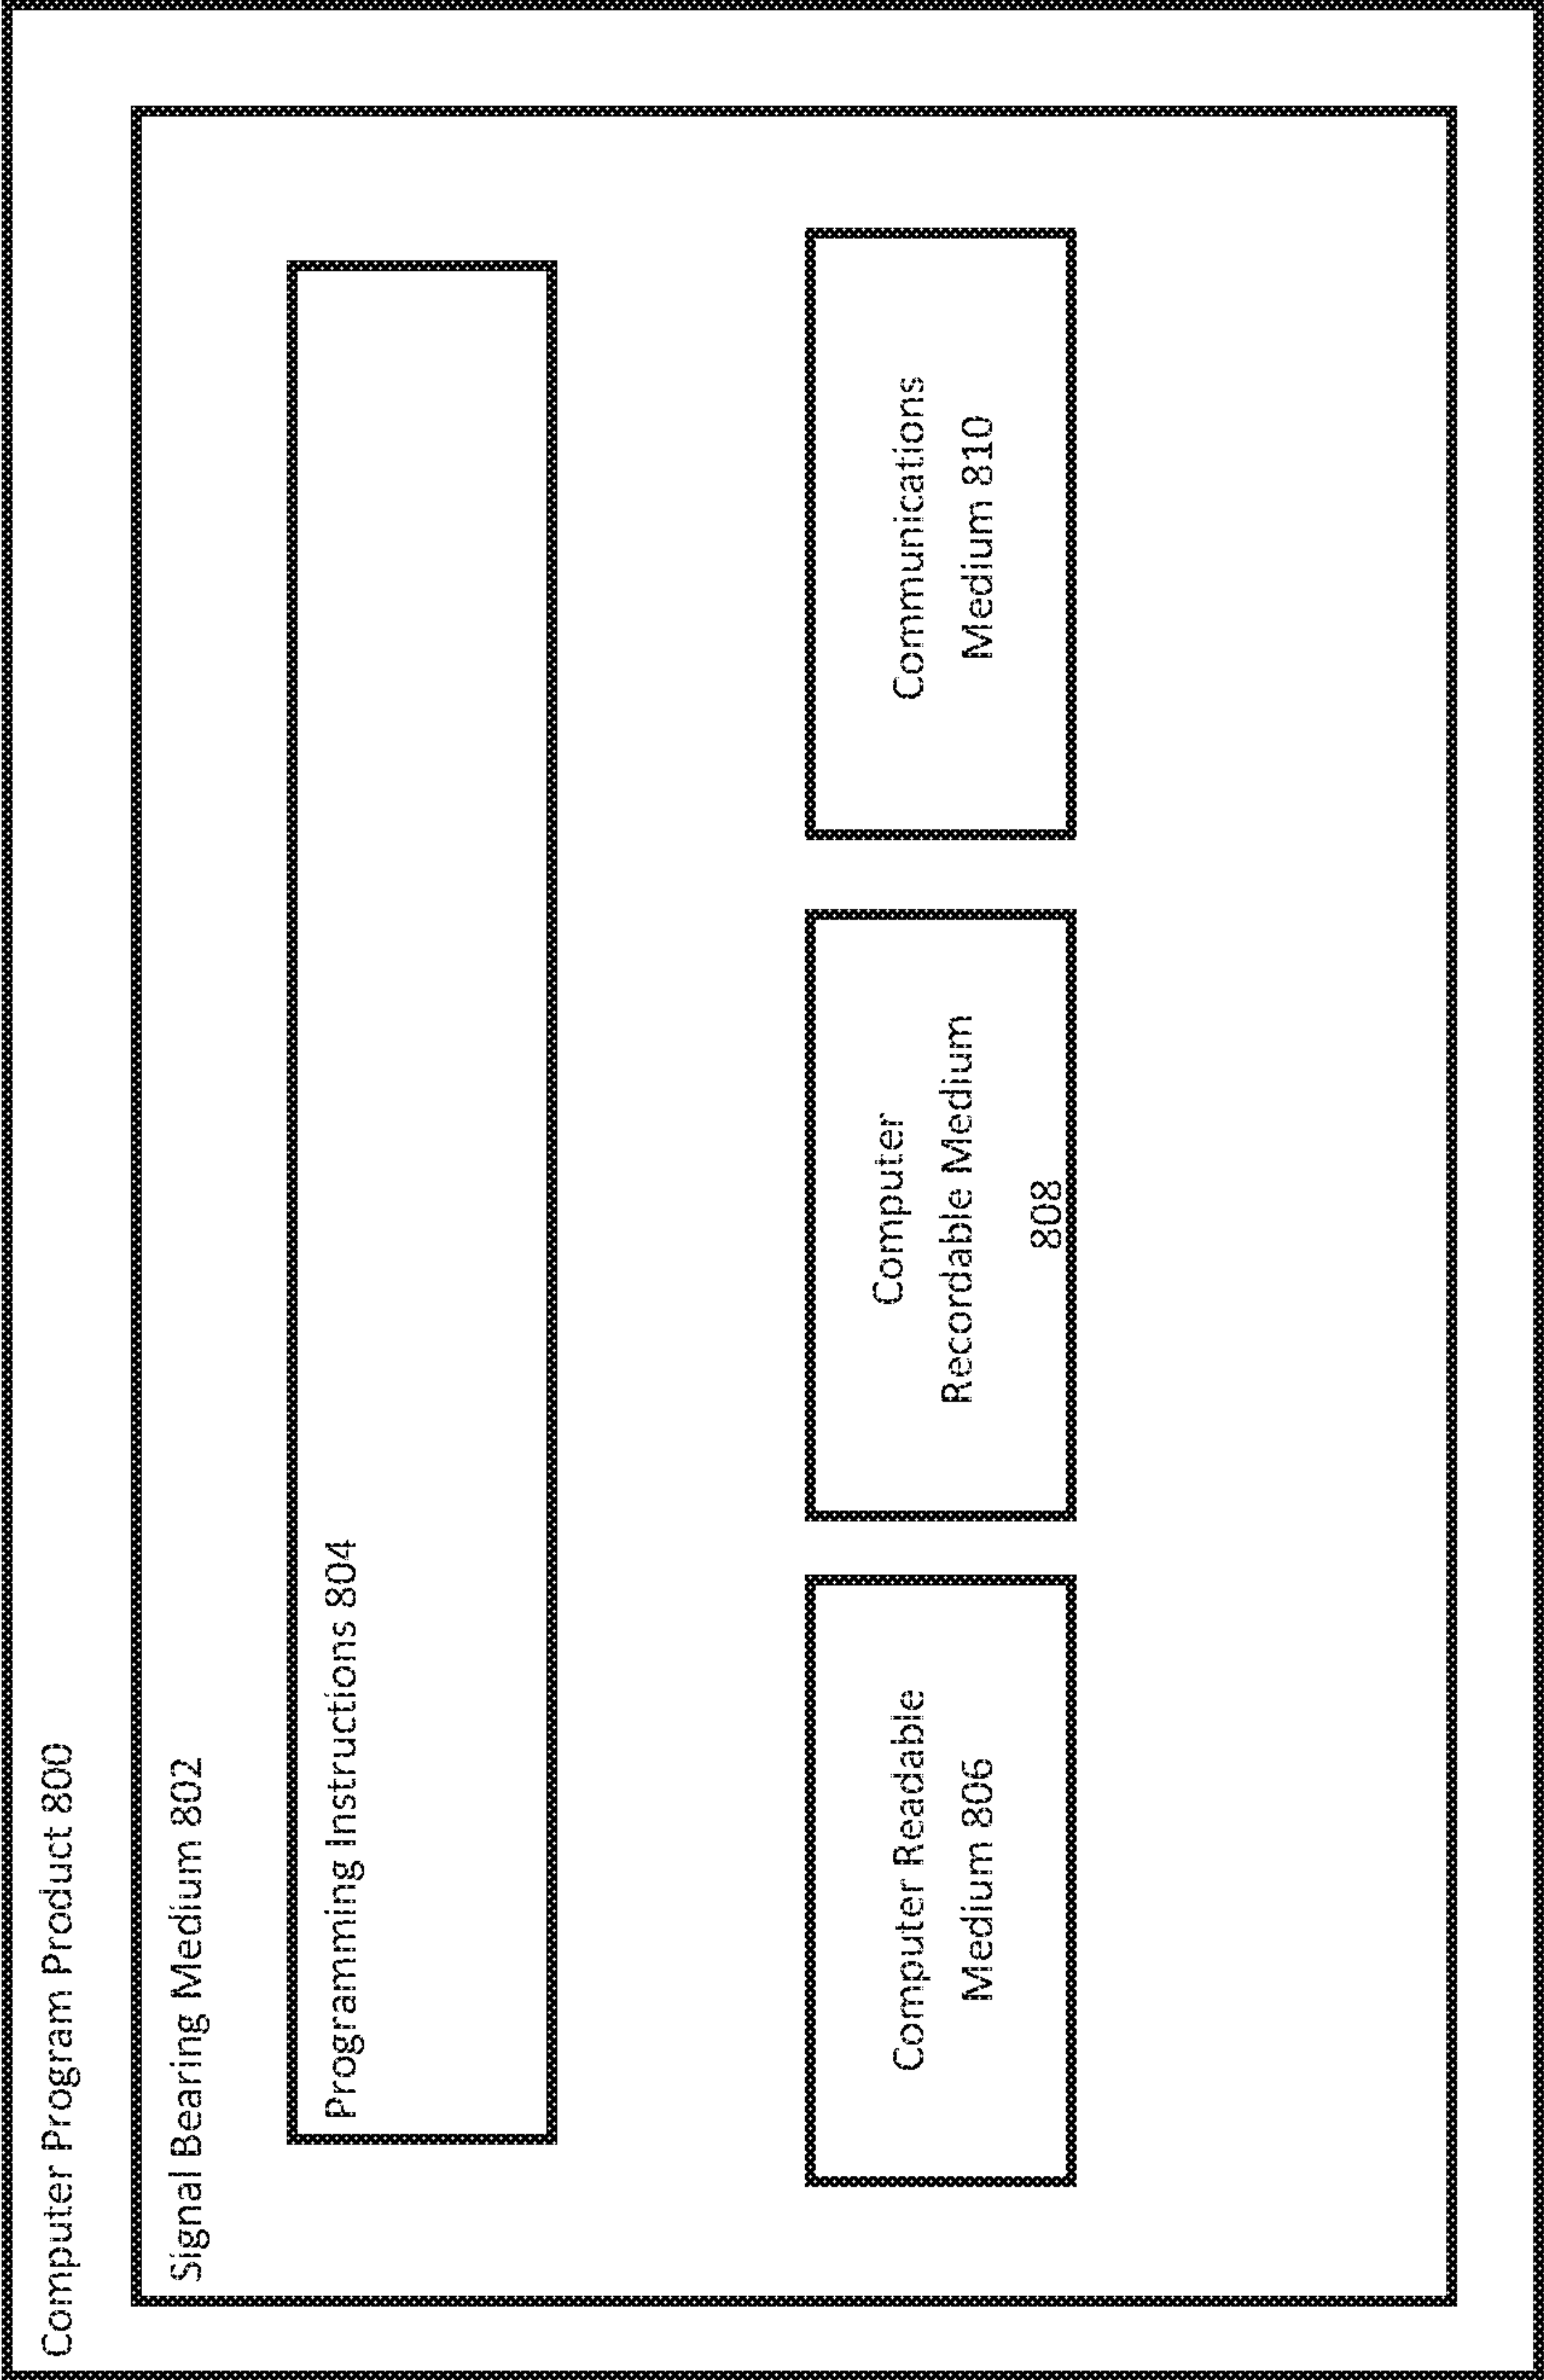 Computer Program Product 800
Signal Bearing Medium 802
Programming Instructions 804
Computer Readable
Medium 806
Computer
Recordable Medium
808
Communications
Medium 810